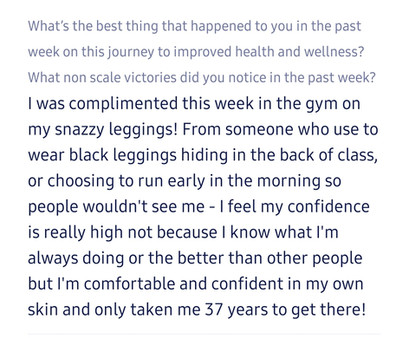 What's the best thing that happened to you in the past
week on this journey to improved health and wellness?
What non scale victories did you notice in the past week?
I was complimented this week in the gym on
my snazzy leggings! From someone who use to
wear black leggings hiding in the back of class,
or choosing to run early in the morning so
people wouldn't see me - I feel my confidence
is really high not because I know what I'm
always doing or the better than other people
but I'm comfortable and confident in my own
skin and only taken me 37 years to get there!